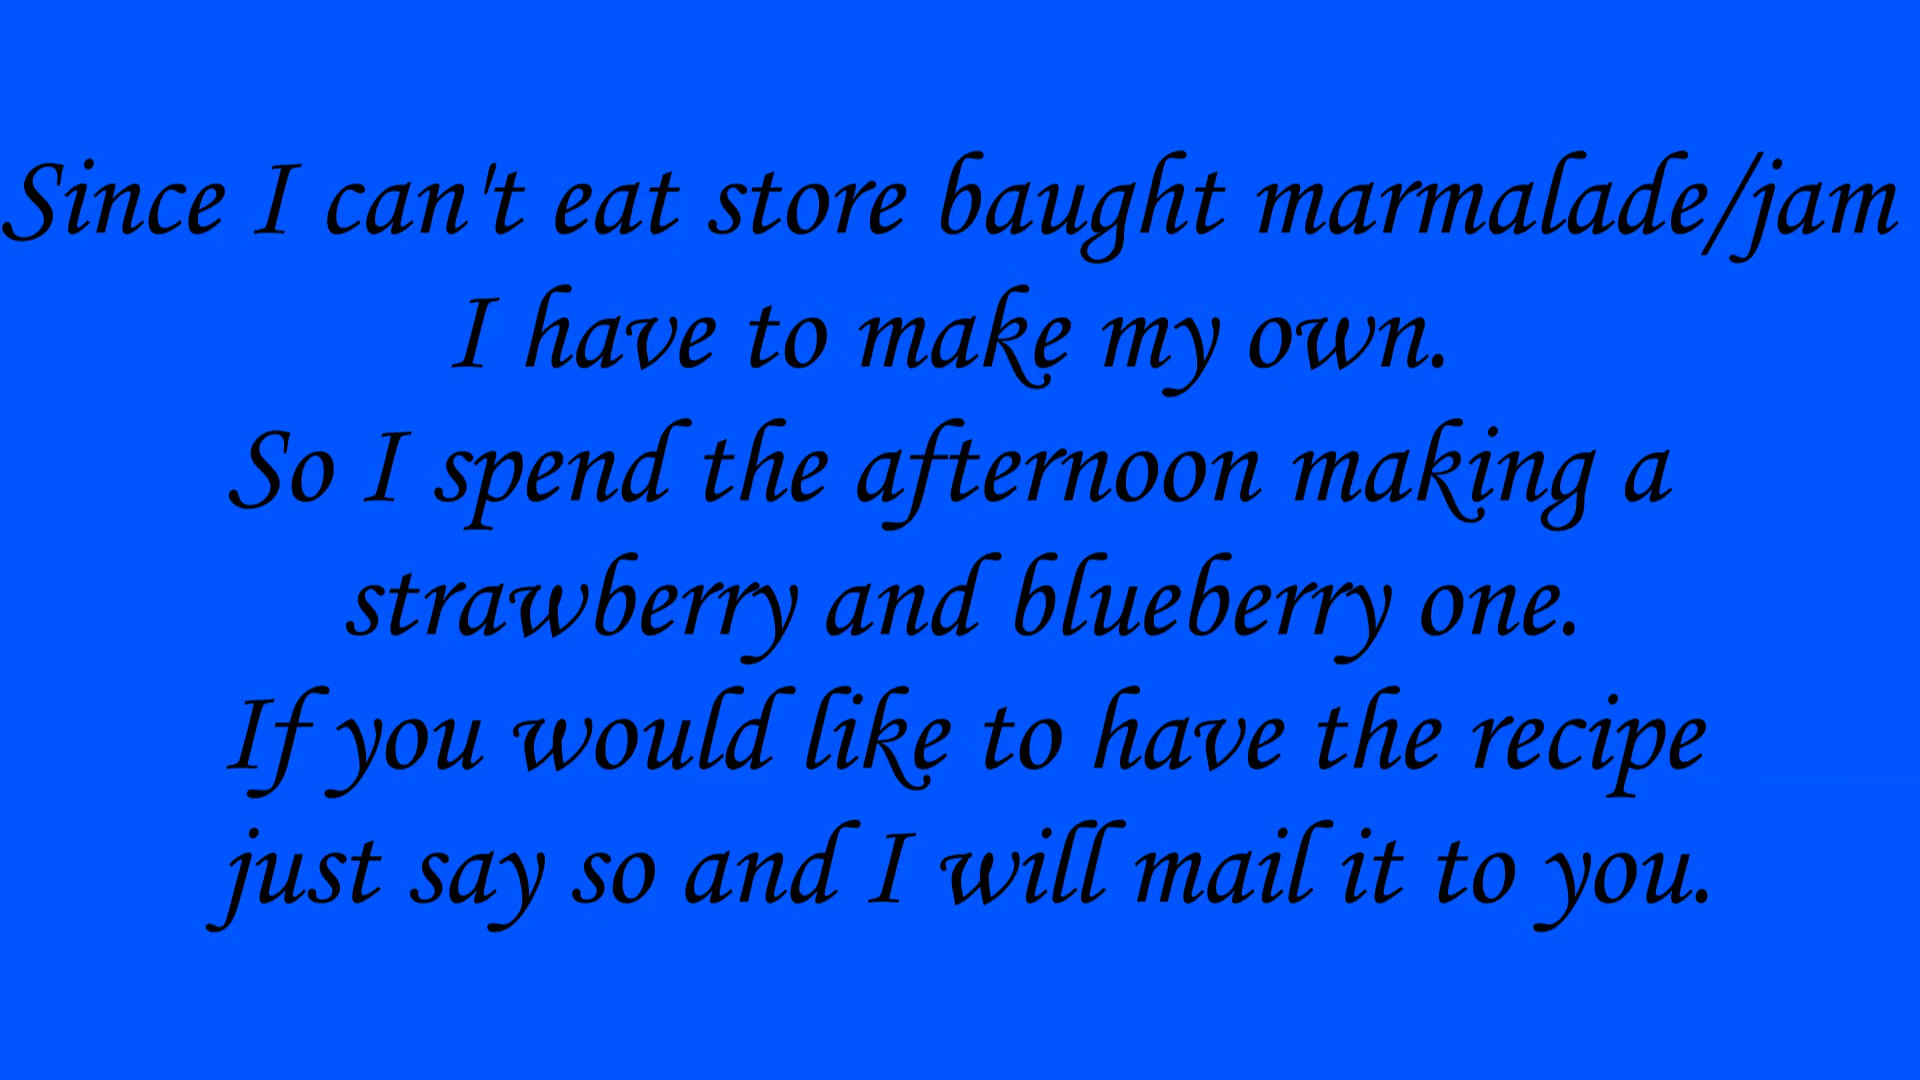 Since I can't eat store baught marmalade/jam
I have to make my own.
So I spend the afternoon making a
strawberry and blueberry one.
If you would like to have the recipe
just say so and I will mail it to you.